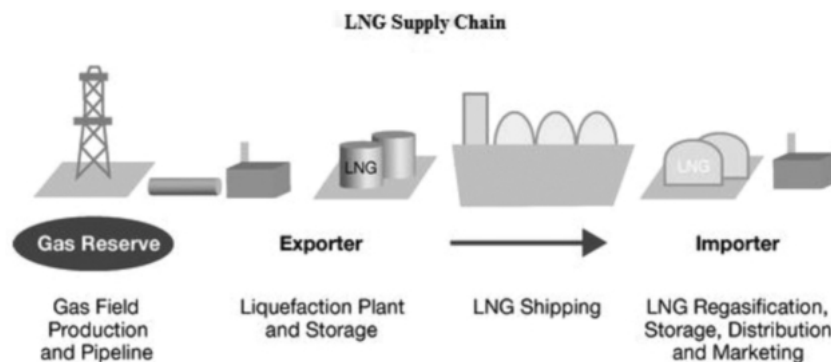 LNG Supply Chain
LNG
LNG
Gas Reserve
Exporter
Importer
Gas Field
Production
and Pipeline
Liquefaction Plant
and Storage
LNG Shipping
LNG Regasification,
Storage, Distribution
and Marketing